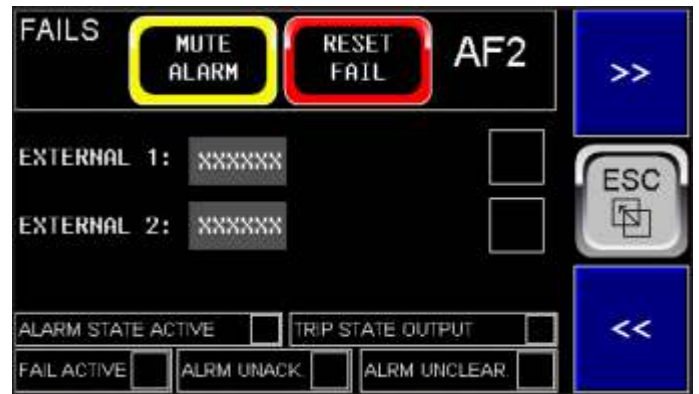 FAILS
MUTE
ALARM
RESET
FAIL
AF2
>>
EXTERNAL 1: XXXXXX
ESC
EXTERNAL 2: XXXXXX
ALARM STATE ACTIVE
TRIP STATE OUTPUT
<<
FAIL ACTIVE
ALRM UNACK.
ALRM UNCLEAR.